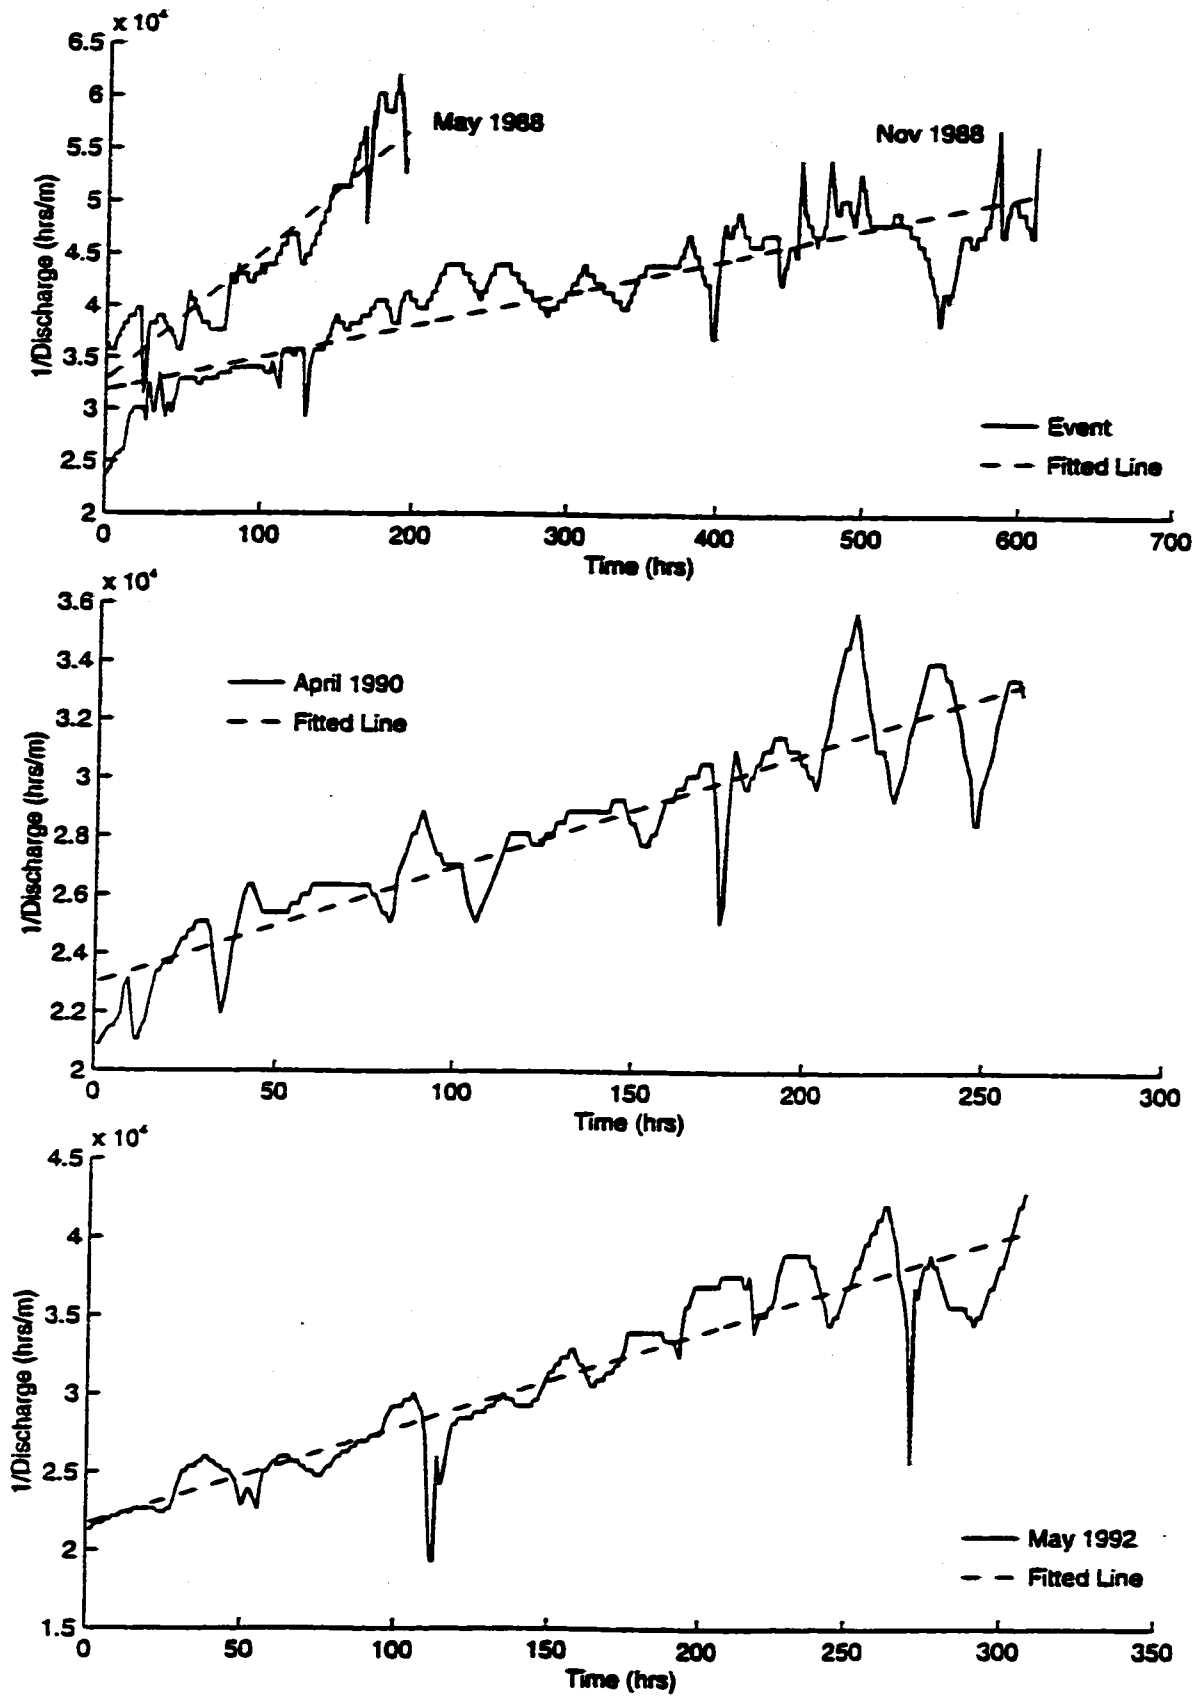 x 10⁴
6.5
6
5.5
5
4.5
4
3.5
3
2.5
2
1/Discharge (hrs/m)
May 1988
Nov 1988
Event
Fitted Line
0 100 200 300 400 500 600 700
Time (hrs)
x 10⁴
3.6
3.4
3.2
3
2.8
2.6
2.4
2.2
2
1/Discharge (hrs/m)
April 1990
Fitted Line
0 50 100 150 200 250 300
Time (hrs)
x 10⁴
4.5
4
3.5
3
2.5
2
1.5
1/Discharge (hrs/m)
May 1992
Fitted Line
0 50 100 150 200 250 300 350
Time (hrs)